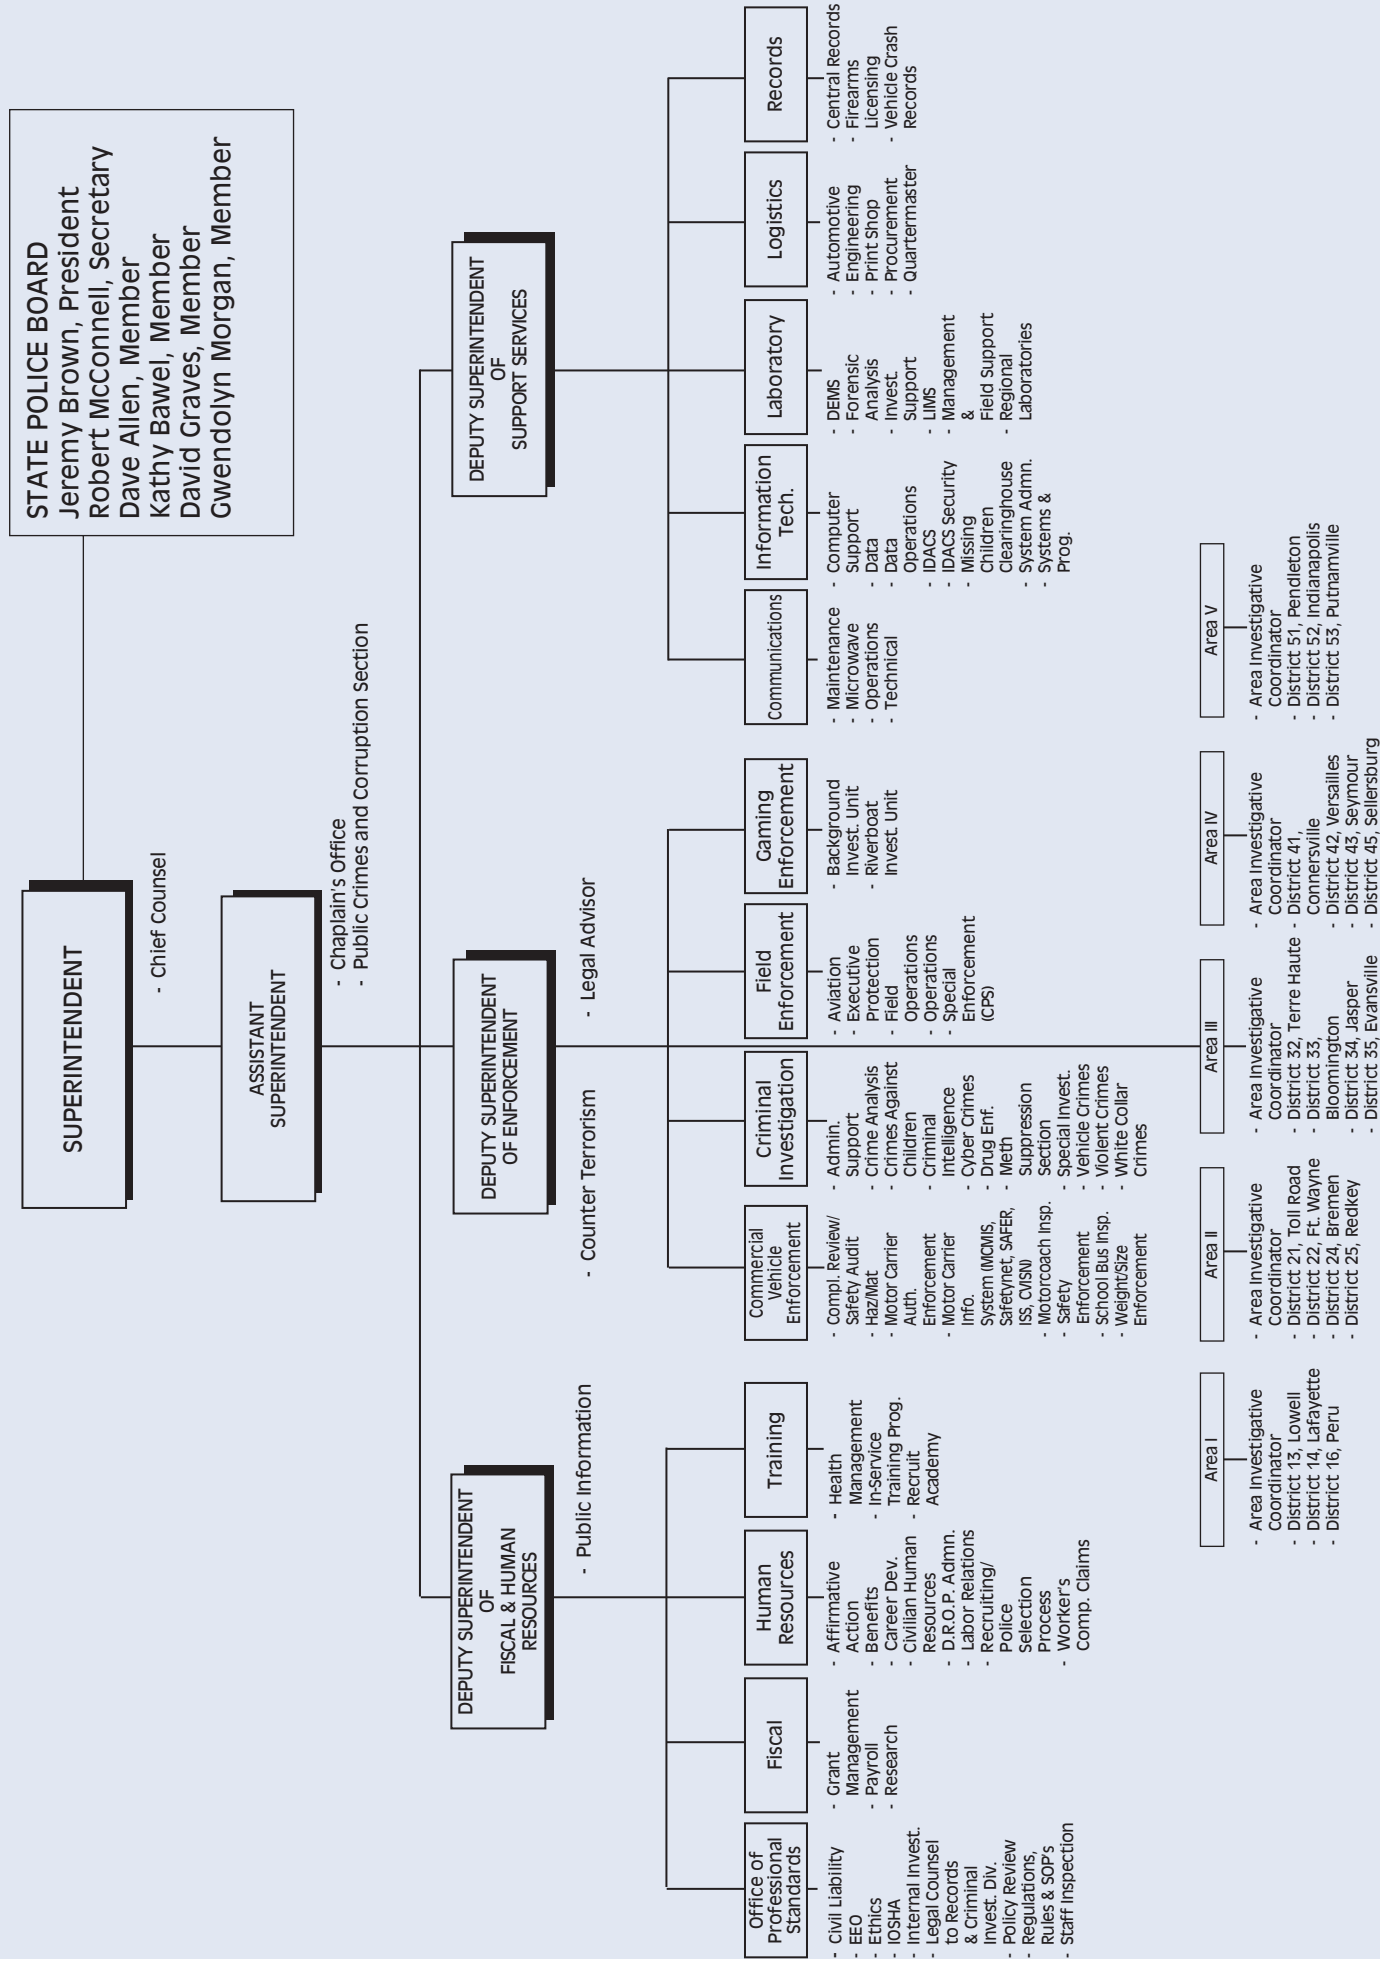 STATE POLICE BOARD
Jeremy Brown, President
Robert McConnell, Secretary
Dave Allen, Member
Kathy Bawel, Member
David Graves, Member
Gwendolyn Morgan, Member
SUPERINTENDENT
- Chief Counsel
ASSISTANT
SUPERINTENDENT
- Chaplain's Office
- Public Crimes and Corruption Section
DEPUTY SUPERINTENDENT
OF
FISCAL & HUMAN
RESOURCES
- Public Information
DEPUTY SUPERINTENDENT
OF ENFORCEMENT
- Counter Terrorism
- Legal Advisor
DEPUTY SUPERINTENDENT
OF
SUPPORT SERVICES
Office of
Professional
Standards
- Civil Liability
- EEO
- Ethics
- IOSHA
- Internal Invest.
- Legal Counsel
to Records
& Criminal
Invest. Div.
- Policy Review
- Regulations,
Rules & SOP's
- Staff Inspection
Fiscal
- Grant
Management
- Payroll
- Research
Human
Resources
- Affirmative
Action
- Benefits
- Career Dev.
- Civilian Human
Resources
- D.R.O.P. Admn.
- Labor Relations
- Recruiting/
Police
Selection
Process
- Worker's
Comp. Claims
Training
- Health
Management
- In-Service
Training Prog.
- Recruit
Academy
Commercial
Vehicle
Enforcement
- Compl. Review/
Safety Audit
- Haz/Mat
- Motor Carrier
Auth.
Enforcement
- Motor Carrier
Info.
System (MCMIS,
Safetynet, SAFER,
ISS, CVISN)
- Motorcoach Insp.
- Safety
Enforcement
- School Bus Insp.
- Weight/Size
Enforcement
Criminal
Investigation
- Admin.
Support
- Crime Analysis
- Crimes Against
Children
- Criminal
Intelligence
- Cyber Crimes
- Drug Enf.
- Meth
Suppression
Section
- Special Invest.
- Vehicle Crimes
- Violent Crimes
- White Collar
Crimes
Field
Enforcement
- Aviation
- Executive
Protection
- Field
Operations
- Operations
- Special
Enforcement
(CPS)
Gaming
Enforcement
- Background
Invest. Unit
- Riverboat
Invest. Unit
Communications
- Maintenance
- Microwave
- Operations
- Technical
Information
Tech.
- Computer
Support
- Data
- Data
Operations
- IDACS
- IDACS Security
- Missing
Children
Clearinghouse
- System Admn.
- Systems &
Prog.
Laboratory
- DEMS
- Forensic
Analysis
- Invest.
Support
- LIMS
- Management
&
Field Support
- Regional
Laboratories
Logistics
- Automotive
- Engineering
- Print Shop
- Procurement
- Quartermaster
Records
- Central Records
- Firearms
Licensing
- Vehicle Crash
Records
Area I
- Area Investigative
Coordinator
- District 13, Lowell
- District 14, Lafayette
- District 16, Peru
Area II
- Area Investigative
Coordinator
- District 21, Toll Road
- District 22, Ft. Wayne
- District 24, Bremen
- District 25, Redkey
Area III
- Area Investigative
Coordinator
- District 32, Terre Haute
- District 33,
Bloomington
- District 34, Jasper
- District 35, Evansville
Area IV
- Area Investigative
Coordinator
- District 41,
Connersville
- District 42, Versailles
- District 43, Seymour
- District 45, Sellersburg
Area V
- Area Investigative
Coordinator
- District 51, Pendleton
- District 52, Indianapolis
- District 53, Putnamville